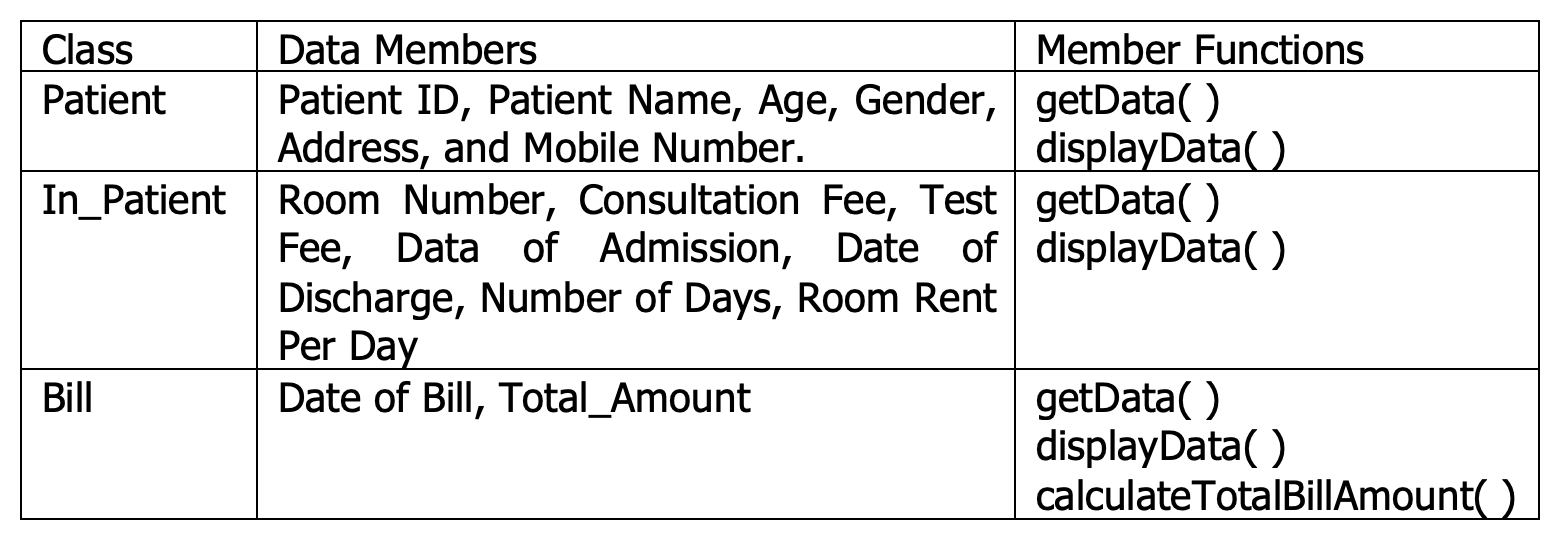 Class Data Members Member Functions
Patient Patient ID, Patient Name, Age, Gender, getData( )
Address, and Mobile Number. displayData( )
In_Patient Room Number, Consultation Fee, Test getData( )
Fee, Data of Admission, Date of displayData( )
Discharge, Number of Days, Room Rent
Per Day
Bill Date of Bill, Total_Amount getData( )
displayData( )
calculateTotalBillAmount( )